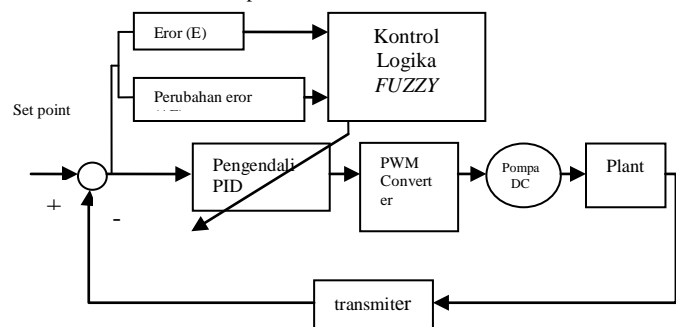 Eror (E)
Kontrol
Logika
FUZZY
Perubahan eror
Set point
Pengendali
PID
PWM
Convert
er
Pompa
DC
Plant
+
-
transmiter